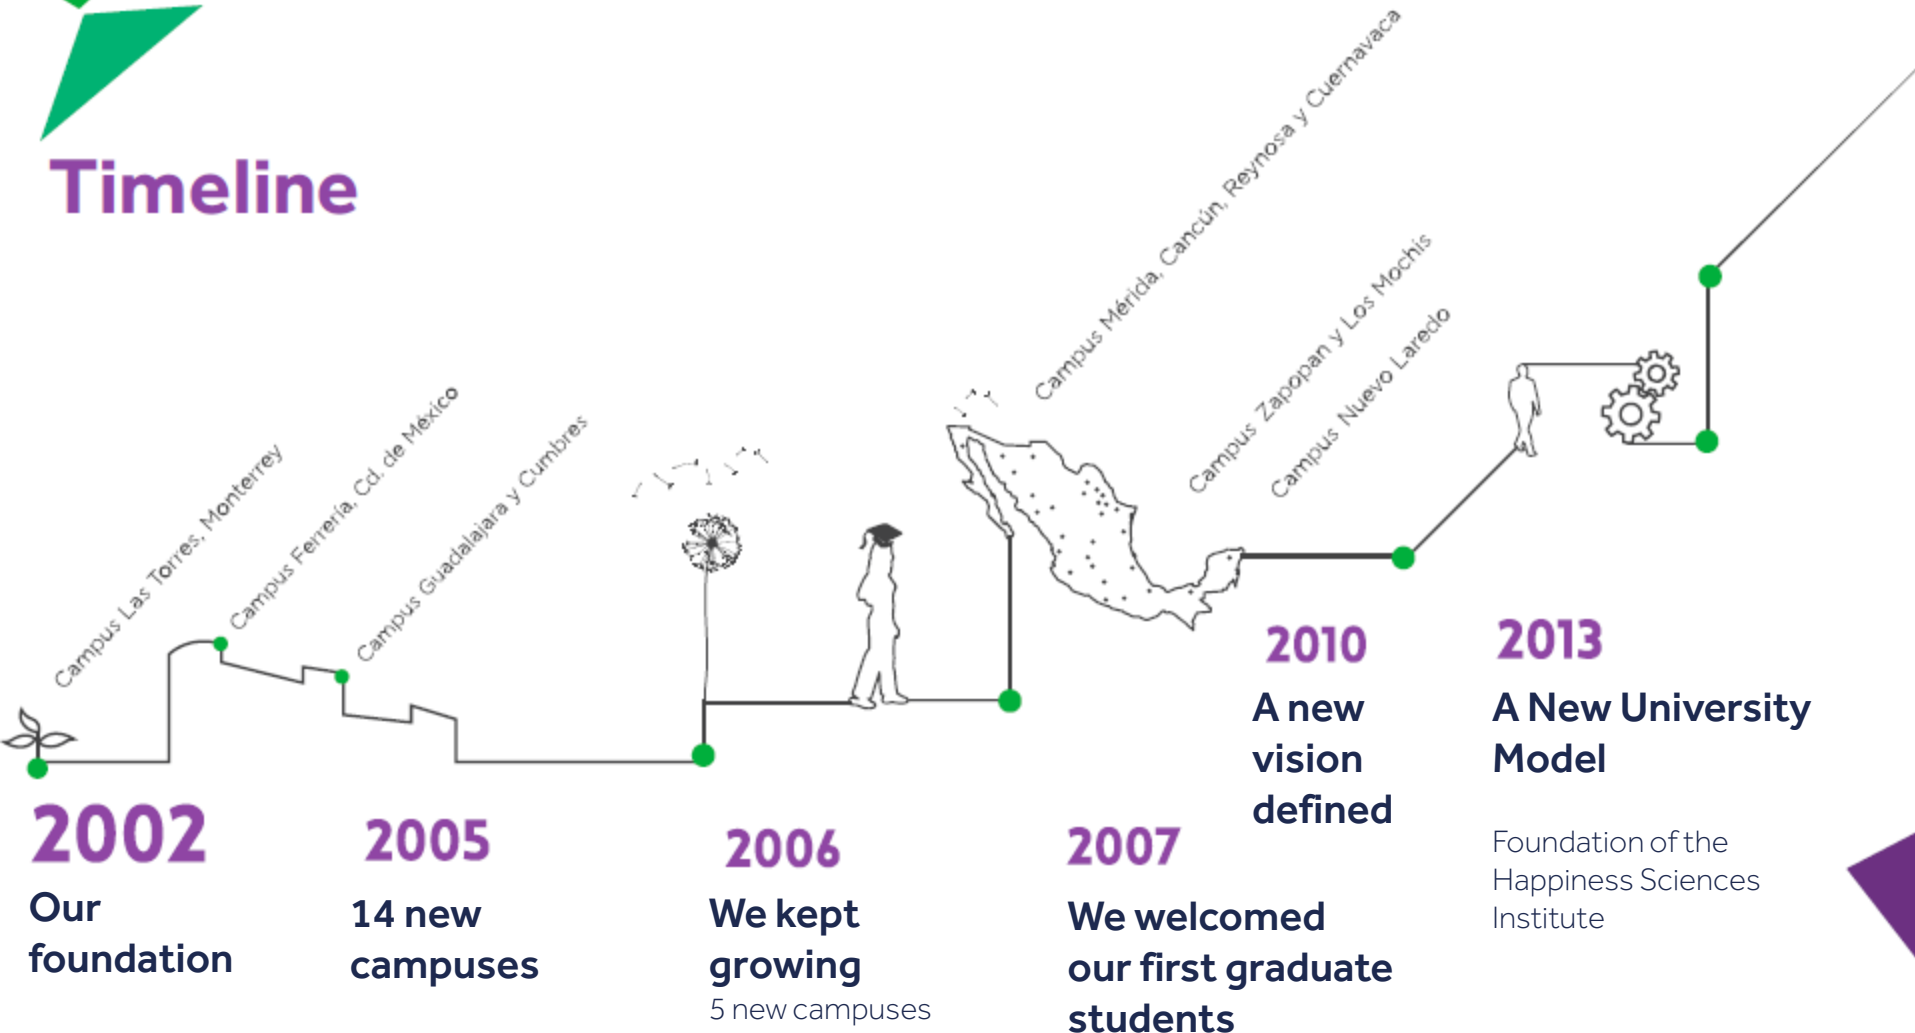 Timeline
Campus Las Torres, Monterrey
Campus Ferrería, Cd. de México
Campus Guadalajara y Cumbres
Campus Mérida, Cancún, Reynosa y Cuernavaca
Campus Zapopan y Los Mochis
Campus Nuevo Laredo
2002
Our
foundation
2005
14 new
campuses
2006
We kept
growing
5 new campuses
2007
We welcomed
our first graduate
students
2010
A new
vision
defined
2013
A New University
Model
Foundation of the
Happiness Sciences
Institute